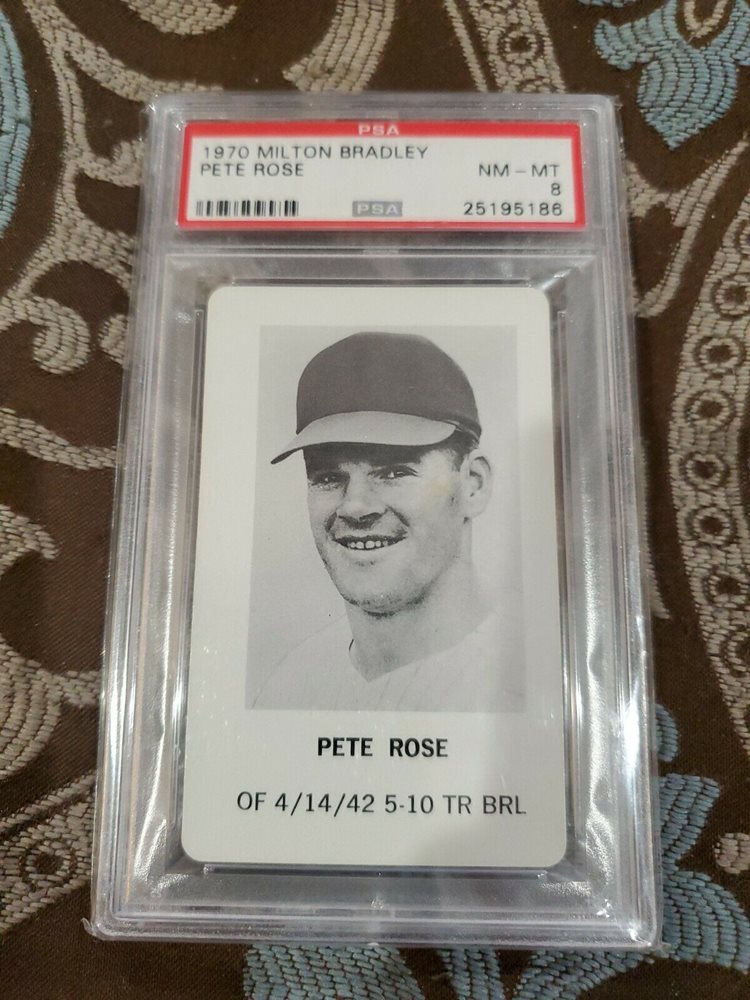 PSA
1970 MILTON BRADLEY
PETE ROSE NM - MT
8
PSA 25195186
PETE ROSE
OF 4/14/42 5-10 TR BRL